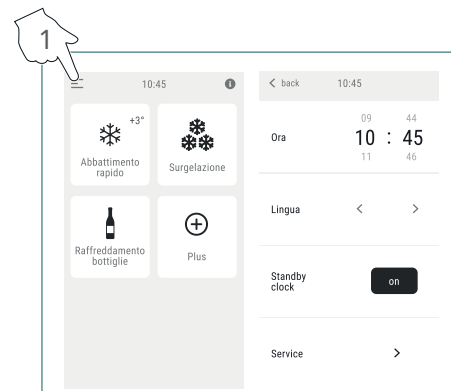 1
10:45
+3°
Abbattimento
rapido
Surgelazione
Raffreddamento
bottiglie
Plus
back 10:45
Ora
09 44
10 : 45
11 46
Lingua
Standby
clock
on
Service